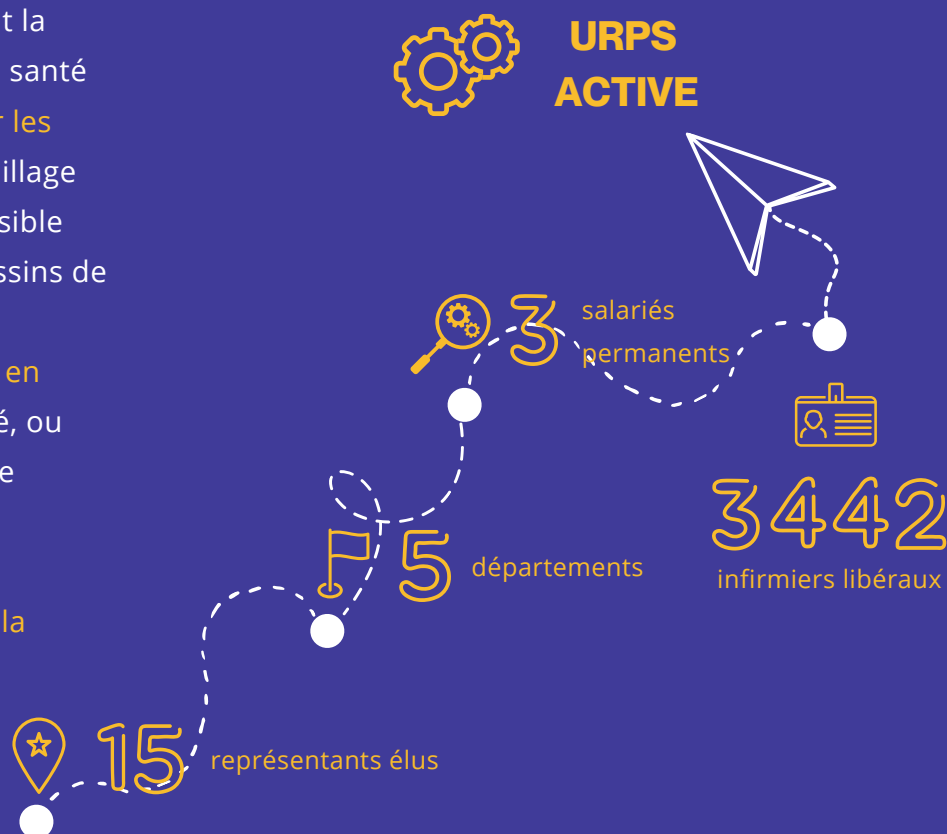 t la
santé
r les
illage
sible
ssins de
en
é, ou
e
la
URPS
ACTIVE
3 salariés
permanents
3442
infirmiers libéraux
5 départements
15 représentants élus